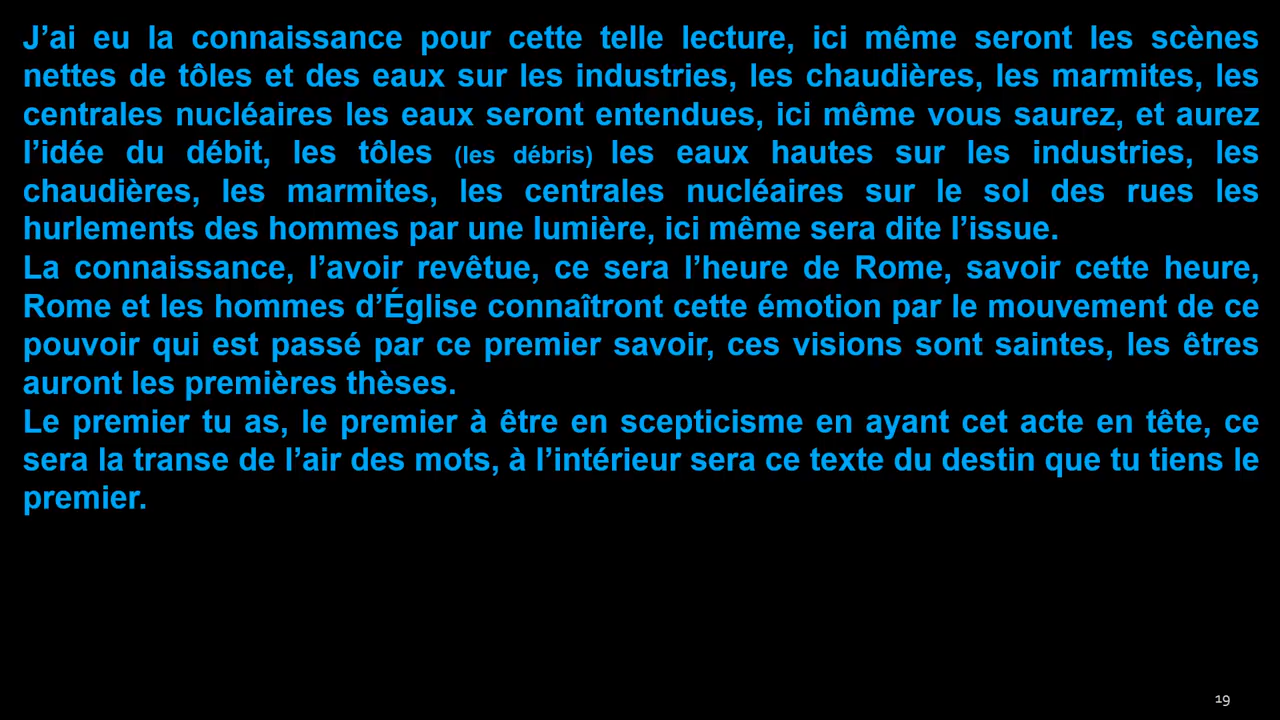 J’ai eu la connaissance pour cette telle lecture, ici même seront les scènes
nettes de tôles et des eaux sur les industries, les chaudières, les marmites, les
centrales nucléaires les eaux seront entendues, ici même vous saurez, et aurez
l’idée du débit, les tôles (les débris) les eaux hautes sur les industries, les
chaudières, les marmites, les centrales nucléaires sur le sol des rues les
hurlements des hommes par une lumière, ici même sera dite l’issue.
La connaissance, l’avoir revêtue, ce sera l’heure de Rome, savoir cette heure,
Rome et les hommes d’Église connaîtront cette émotion par le mouvement de ce
pouvoir qui est passé par ce premier savoir, ces visions sont saintes, les êtres
auront les premières thèses.
Le premier tu as, le premier à être en scepticisme en ayant cet acte en tête, ce
sera la transe de l’air des mots, à l’intérieur sera ce texte du destin que tu tiens le
premier.
19